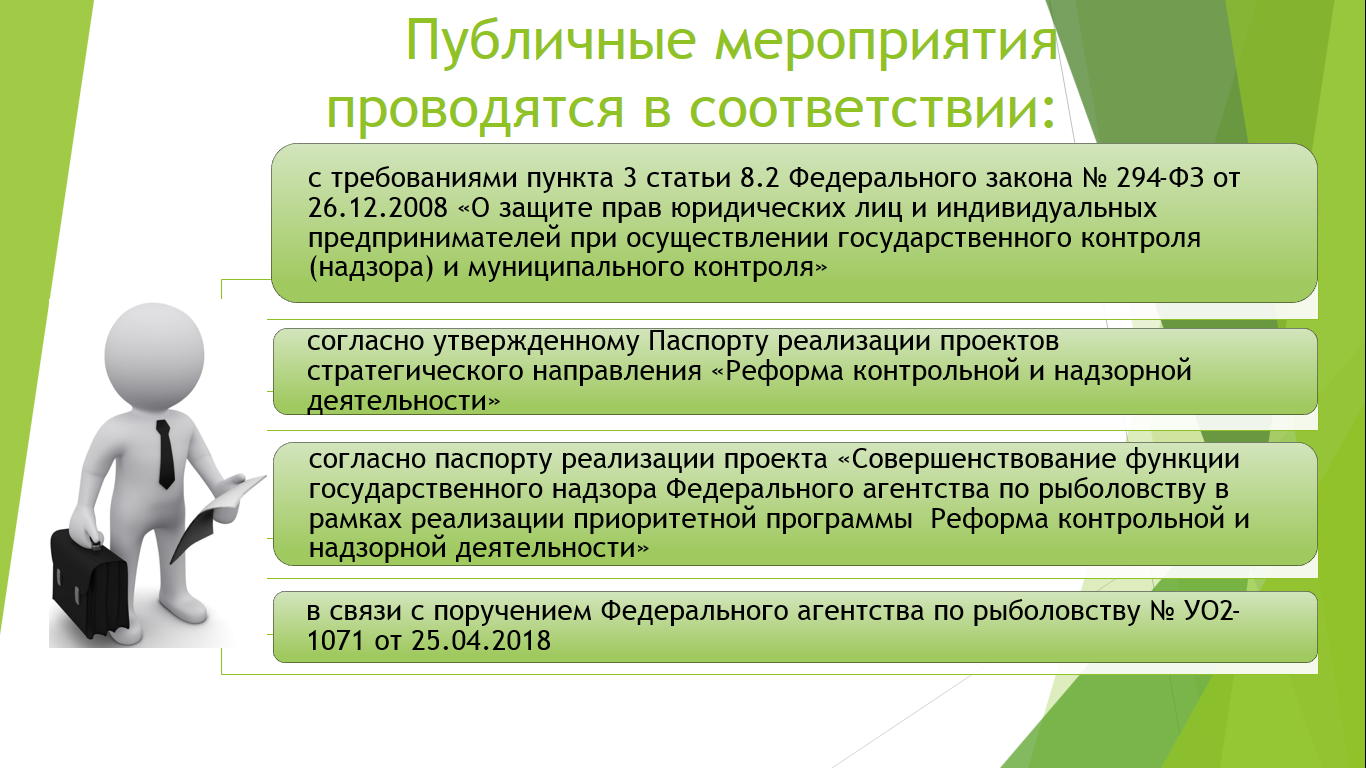 Публичные мероприятия
проводятся в соответствии:
с требованиями пункта 3 статьи 8.2 Федерального закона № 294-ФЗ от
26.12.2008 «О защите прав юридических лиц и индивидуальных
предпринимателей при осуществлении государственного контроля
(надзора) и муниципального контроля»
согласно утвержденному Паспорту реализации проектов
стратегического направления «Реформа контрольной и надзорной
деятельности»
согласно паспорту реализации проекта «Совершенствование функции
государственного надзора Федерального агентства по рыболовству в
рамках реализации приоритетной программы  Реформа контрольной и
надзорной деятельности»
в связи с поручением Федерального агентства по рыболовству № УО2-
1071 от 25.04.2018